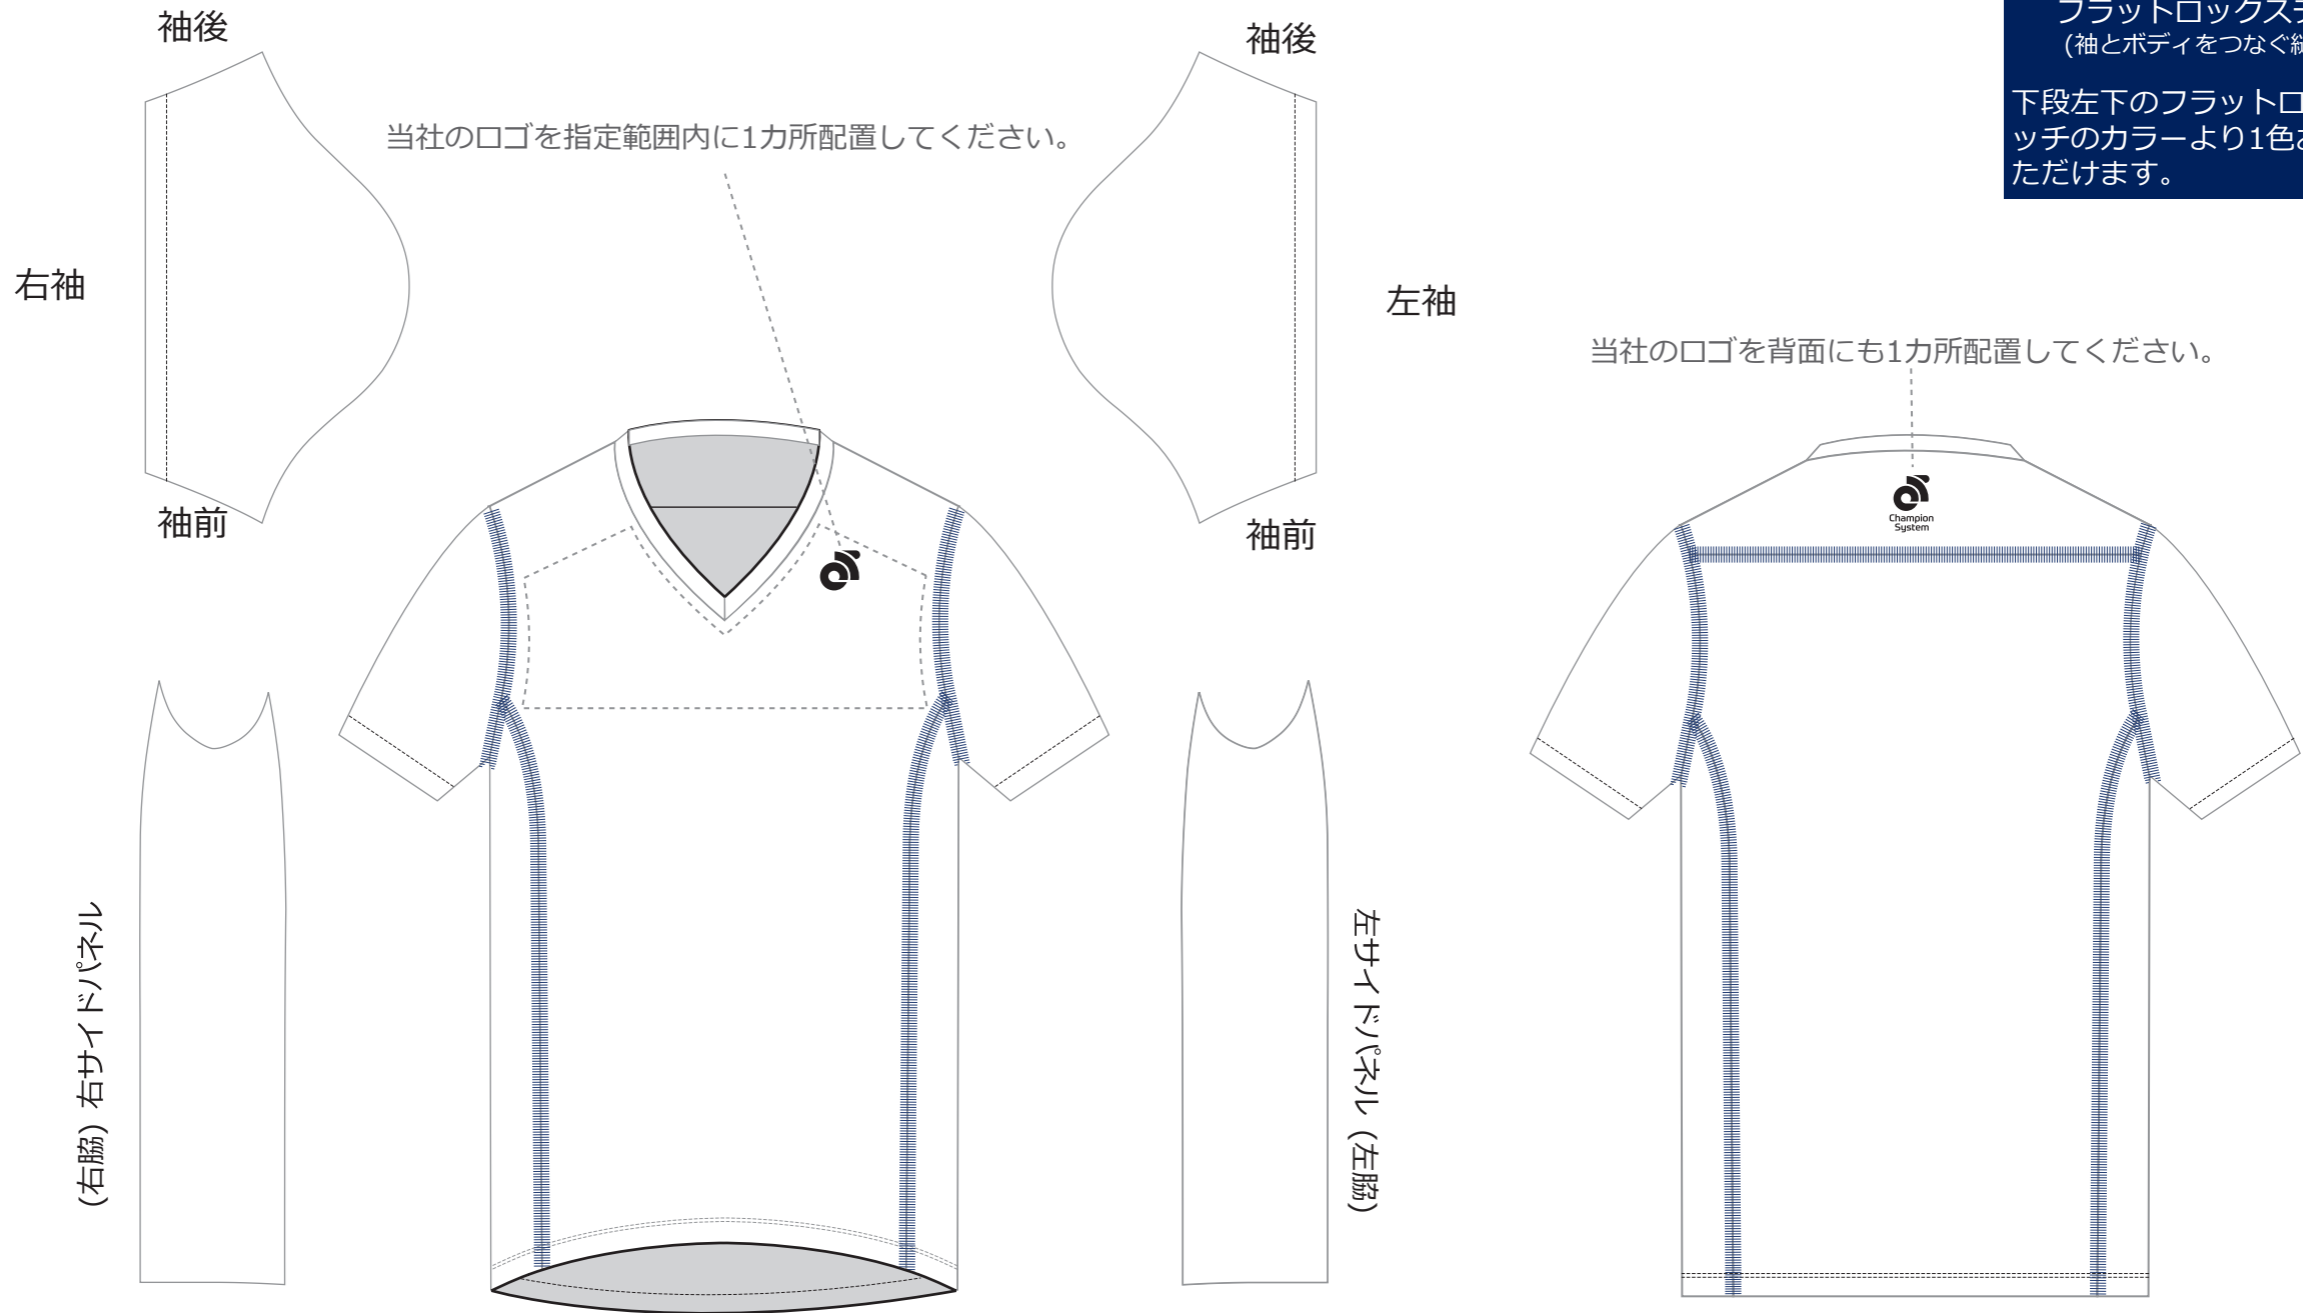 袖後
袖後
フラットロックステ
(袖とボディをつなぐ
下段左下のフラットロ
ッチのカラーより1色お
ただけます。
当社のロゴを指定範囲内に1カ所配置してください。
右袖
左袖
当社のロゴを背面にも1カ所配置してください。
袖前
袖前
Champion
System
(右脇) 右サイドパネル
左サイドパネル (左脇)